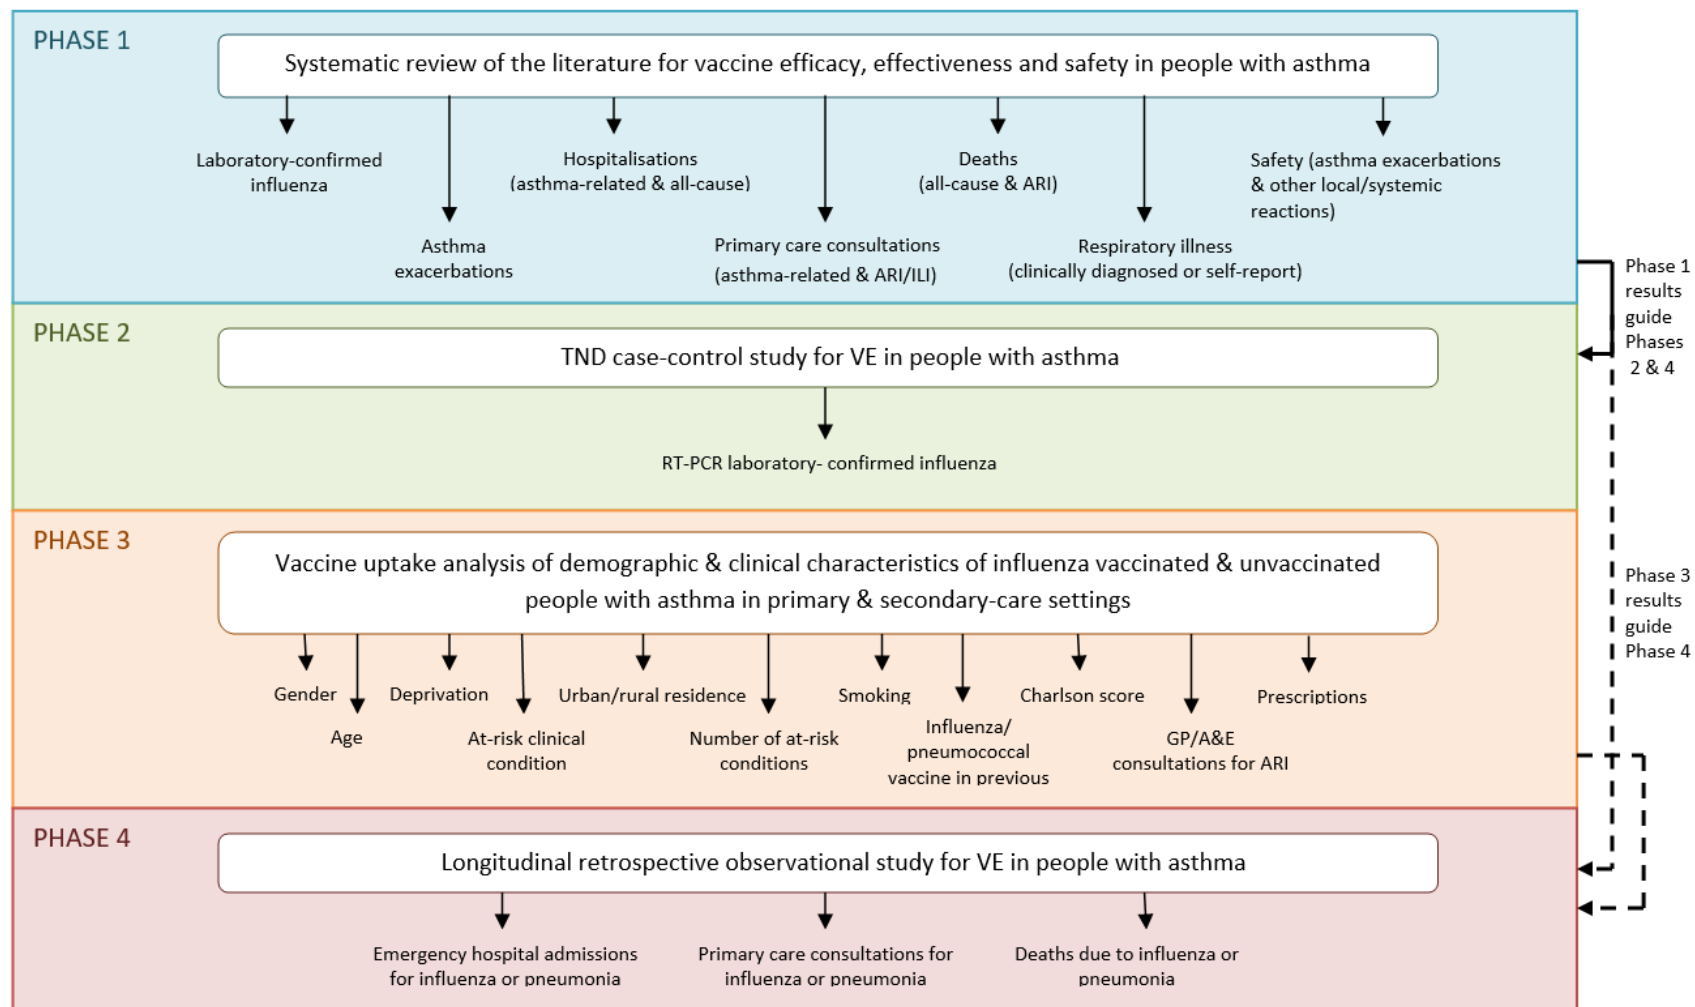 PHASE 1
Systematic review of the literature for vaccine efficacy, effectiveness and safety in people with asthma
Laboratory-confirmed
influenza
Asthma
exacerbations
Hospitalisations
(asthma-related & all-cause)
Primary care consultations
(asthma-related & ARI/ILI)
Deaths
(all-cause & ARI)
Respiratory illness
(clinically diagnosed or self-report)
Safety (asthma exacerbations
& other local/systemic
reactions)
Phase 1
results
guide
Phases
2 & 4
PHASE 2
TND case-control study for VE in people with asthma
RT-PCR laboratory- confirmed influenza
PHASE 3
Vaccine uptake analysis of demographic & clinical characteristics of influenza vaccinated & unvaccinated
people with asthma in primary & secondary-care settings
Gender
Age
Deprivation
At-risk clinical
condition
Urban/rural residence
Number of at-risk
conditions
Smoking
Influenza/
pneumococcal
vaccine in previous
Charlson score
GP/A&E
consultations for ARI
Prescriptions
Phase 3
results
guide
Phase 4
PHASE 4
Longitudinal retrospective observational study for VE in people with asthma
Emergency hospital admissions
for influenza or pneumonia
Primary care consultations for
influenza or pneumonia
Deaths due to influenza or
pneumonia